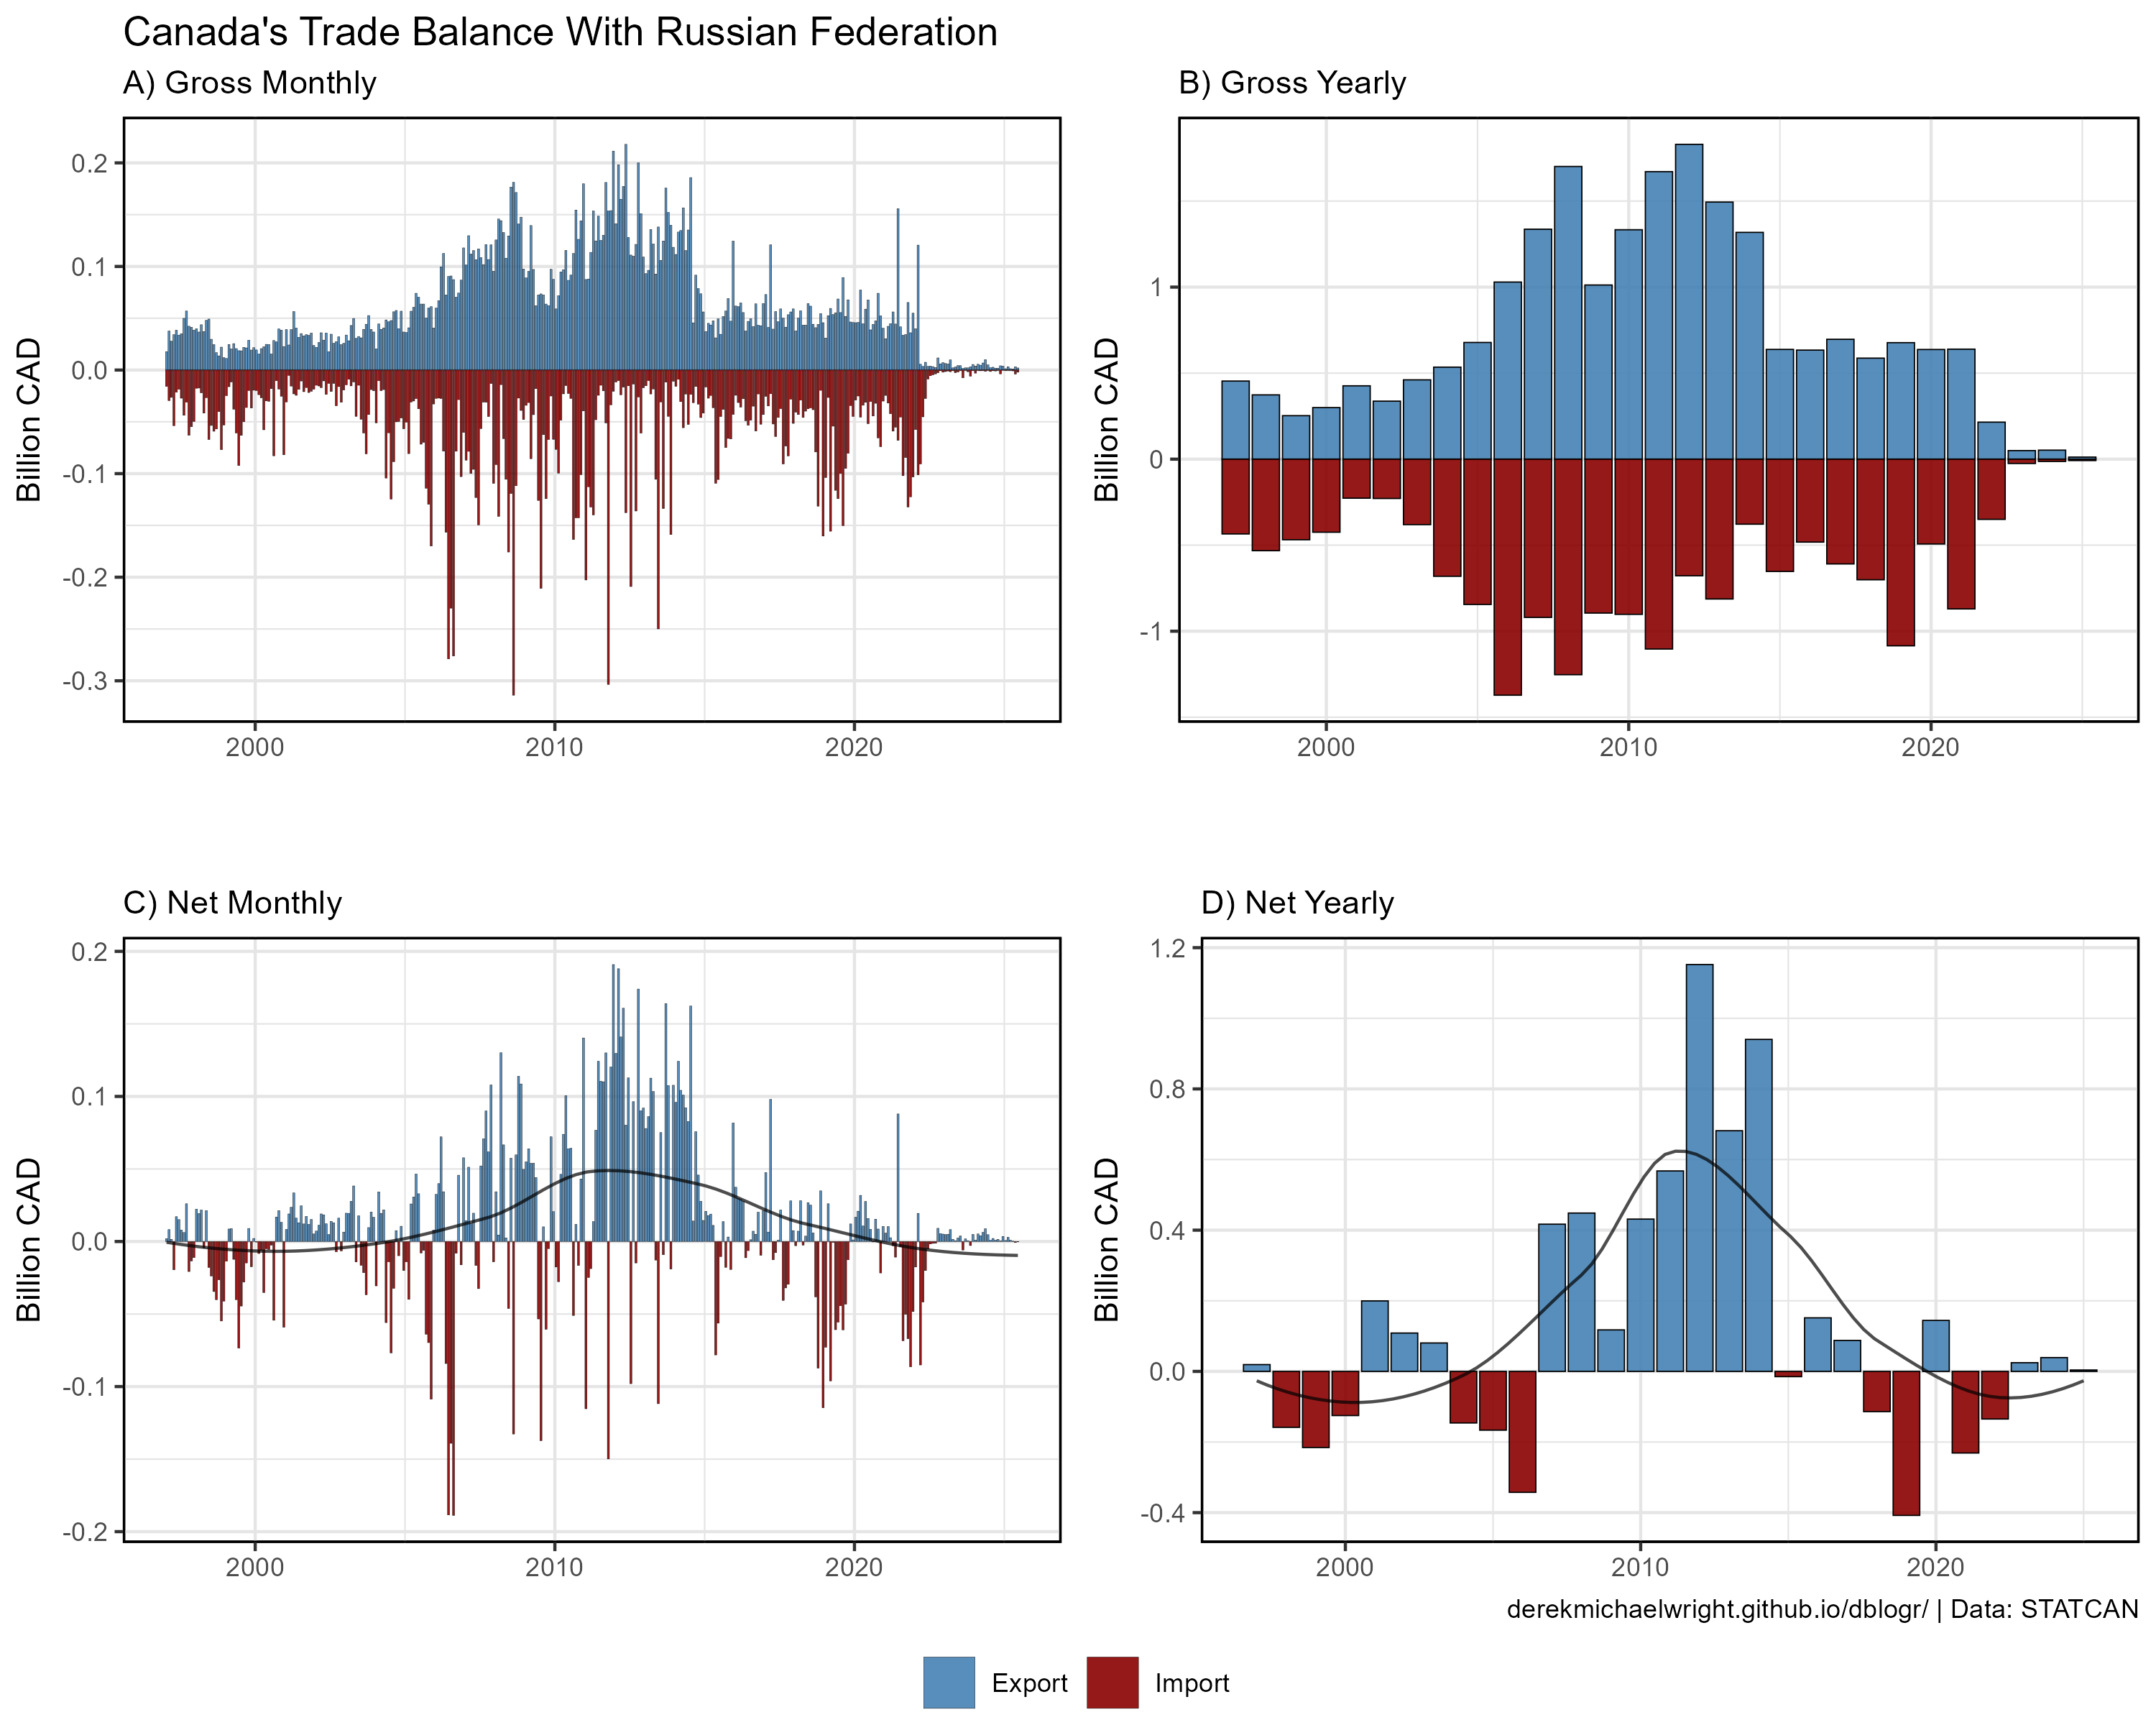 Canada's Trade Balance With Russian Federation
A) Gross Monthly
Billion CAD
0.2
0.1
0.0
-0.1
-0.2
-0.3
2000 2010 2020
B) Gross Yearly
Billion CAD
1
0
-1
2000 2010 2020
C) Net Monthly
Billion CAD
0.2
0.1
0.0
-0.1
-0.2
2000 2010 2020
D) Net Yearly
Billion CAD
1.2
0.8
0.4
0.0
-0.4
2000 2010 2020
derekmichaelwright.github.io/dblogr/ | Data: STATCAN
Export Import